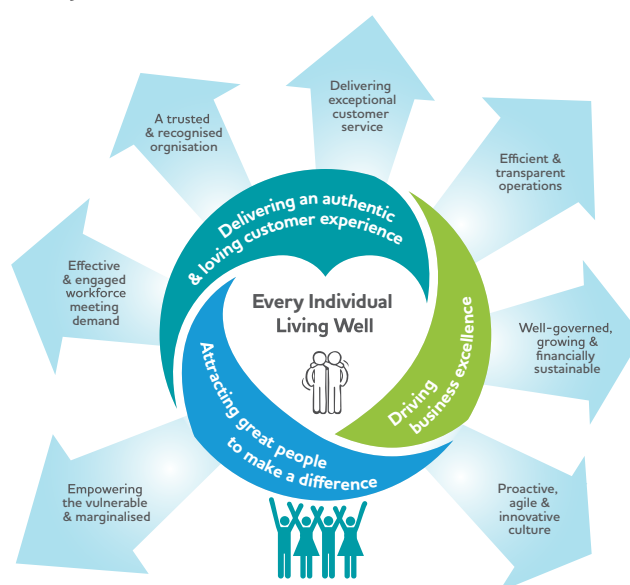 Delivering
exceptional
customer
service
A trusted
& recognised
orgnisation
Efficient &
transparent
operations
Delivering an authentic
& loving customer experience
Effective
& engaged
workforce
meeting
demand
Every Individual
Living Well
Well-governed,
growing &
financially
sustainable
Driving
business excellence
Attracting great people
to make a difference
Empowering
the vulnerable
& marginalised
Proactive,
agile &
innovative
culture